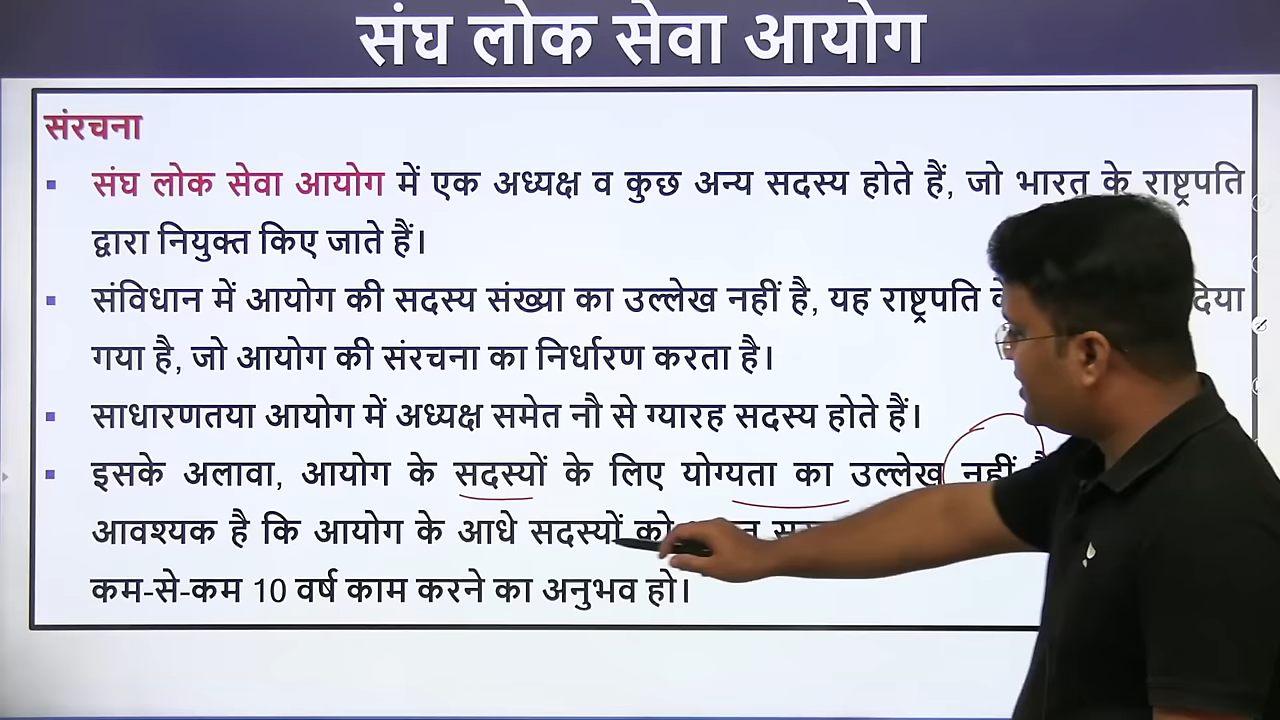 संघ लोक सेवा आयोग
संरचना
▪ संघ लोक सेवा आयोग में एक अध्यक्ष व कुछ अन्य सदस्य होते हैं, जो भारत के राष्ट्रपति
द्वारा नियुक्त किए जाते हैं।
▪ संविधान में आयोग की सदस्य संख्या का उल्लेख नहीं है, यह राष्ट्रपति दिया
गया है, जो आयोग की संरचना का निर्धारण करता है।
▪ साधारणतया आयोग में अध्यक्ष समेत नौ से ग्यारह सदस्य होते हैं।
▪ इसके अलावा, आयोग के सदस्यों के लिए योग्यता का उल्लेख नहीं
आवश्यक है कि आयोग के आधे सदस्यों को
कम-से-कम 10 वर्ष काम करने का अनुभव हो।